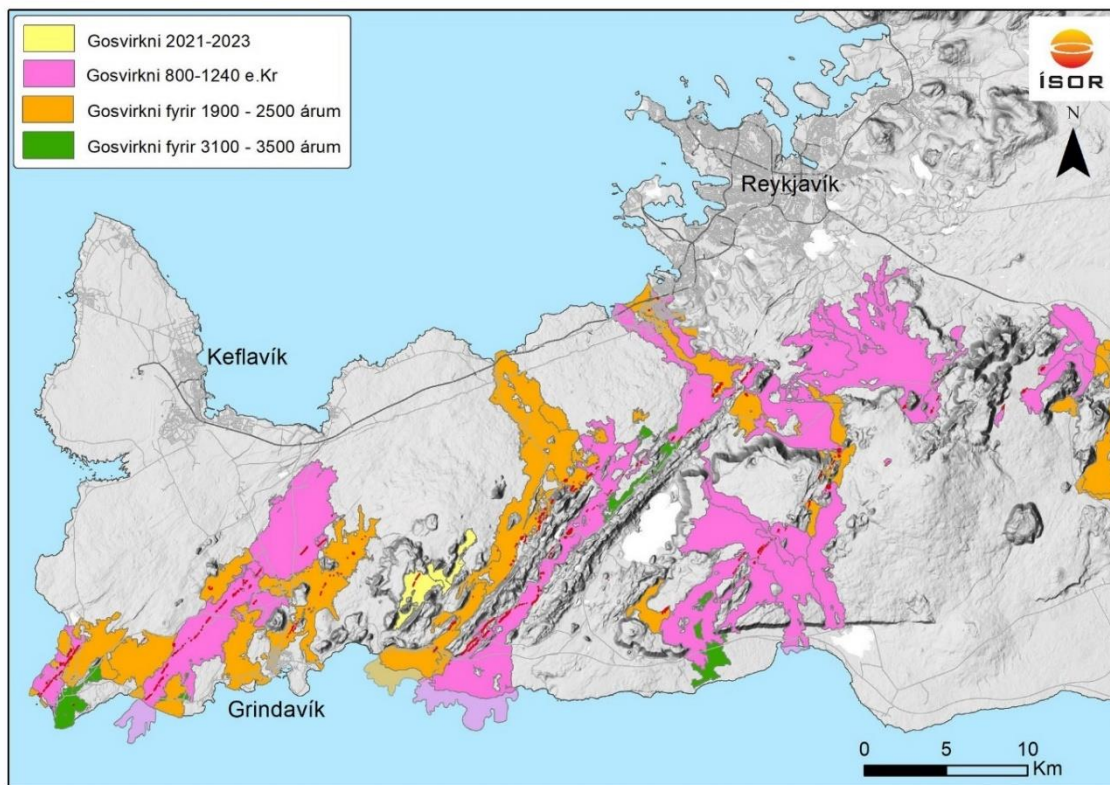 Gosvirkni 2021-2023
Gosvirkni 800-1240 e.Kr
Gosvirkni fyrir 1900 - 2500 árum
Gosvirkni fyrir 3100 - 3500 árum
ÍSOR
N
Reykjavík
Keflavík
Grindavík
0 5 10
Km